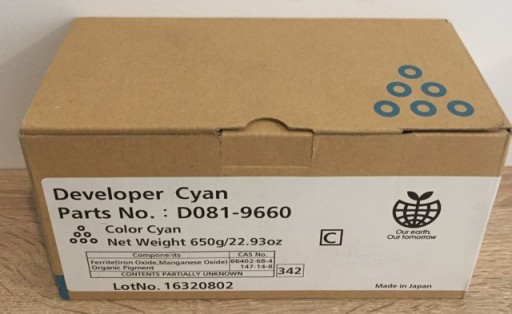 Developer Cyan
Parts No. : D081-9660
Color Cyan
Net Weight 650g/22.93oz
C
Our earth,
Our tomorrow
Components CAS No.
Ferrite(Iron Oxide,Manganese Oxide) 66402-68-4
Organic Pigment 147-14-8
CONTENTS PARTIALLY UNKNOWN
342
LotNo. 16320802
Made in Japan